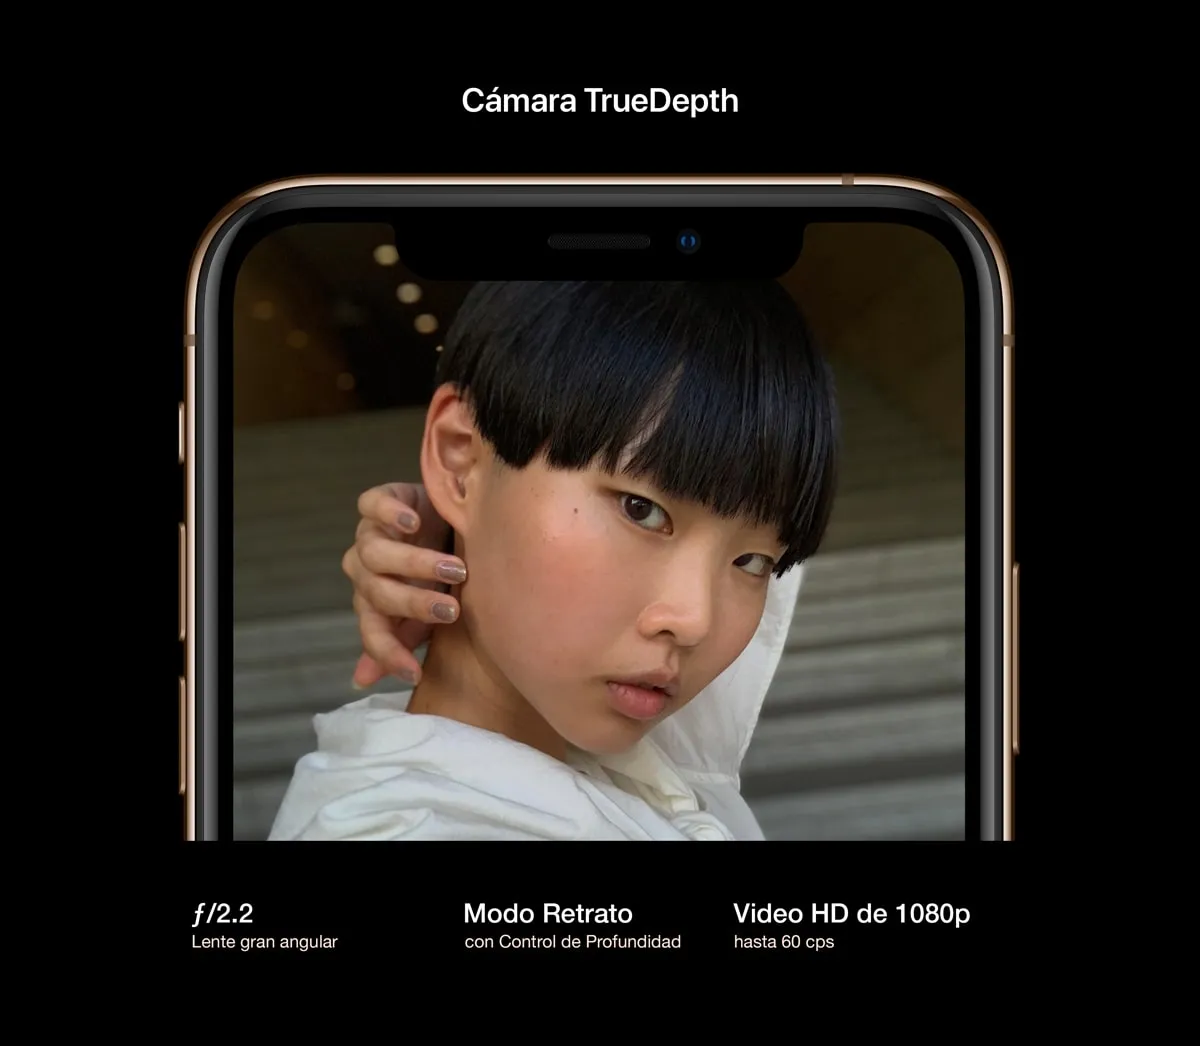 Cámara TrueDepth
ƒ/2.2
Lente gran angular
Modo Retrato
con Control de Profundidad
Video HD de 1080p
hasta 60 cps